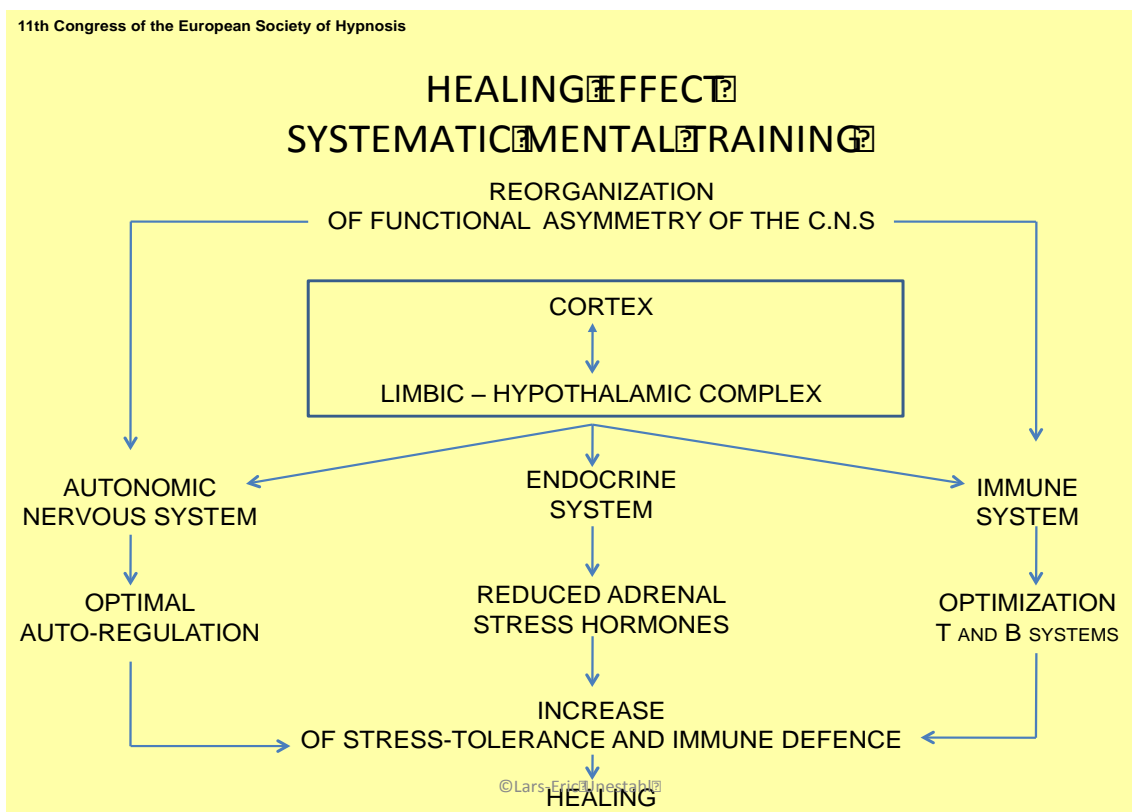 11th Congress of the European Society of Hypnosis
HEALING EFFECT
SYSTEMATIC MENTAL TRAINING
REORGANIZATION
OF FUNCTIONAL ASYMMETRY OF THE C.N.S
CORTEX
LIMBIC – HYPOTHALAMIC COMPLEX
AUTONOMIC
NERVOUS SYSTEM
ENDOCRINE
SYSTEM
IMMUNE
SYSTEM
OPTIMAL
AUTO-REGULATION
REDUCED ADRENAL
STRESS HORMONES
OPTIMIZATION
T AND B SYSTEMS
INCREASE
OF STRESS-TOLERANCE AND IMMUNE DEFENCE
©Lars-Eric Unestahl
HEALING